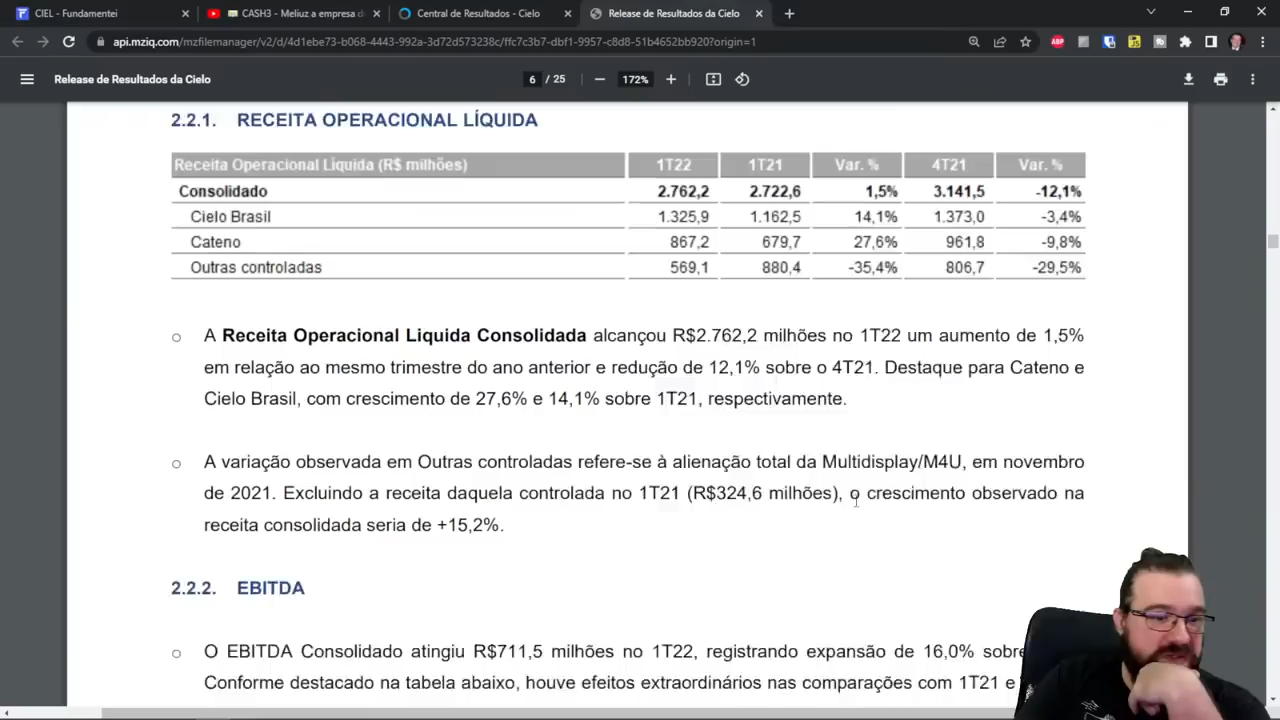 CIEL - Fundamentei
CASH3 - Meliuz a empresa d
Central de Resultados - Cielo
Release de Resultados da Cielo
api.mziq.com/mzfilemanager/v2/d/4d1ebe73-b068-4443-992a-3d72d573238c/ffc7c3b7-dbf1-9957-c8d8-51b4652bb920?origin=1
Release de Resultados da Cielo
6 / 25
172%
2.2.1. RECEITA OPERACIONAL LÍQUIDA
Receita Operacional Líquida (R$ milhões) 1T22 1T21 Var. % 4T21 Var. %
Consolidado 2.762,2 2.722,6 1,5% 3.141,5 -12,1%
Cielo Brasil 1.325,9 1.162,5 14,1% 1.373,0 -3,4%
Cateno 867,2 679,7 27,6% 961,8 -9,8%
Outras controladas 569,1 880,4 -35,4% 806,7 -29,5%
A Receita Operacional Liquida Consolidada alcançou R$2.762,2 milhões no 1T22 um aumento de 1,5%
em relação ao mesmo trimestre do ano anterior e redução de 12,1% sobre o 4T21. Destaque para Cateno e
Cielo Brasil, com crescimento de 27,6% e 14,1% sobre 1T21, respectivamente.
A variação observada em Outras controladas refere-se à alienação total da Multidisplay/M4U, em novembro
de 2021. Excluindo a receita daquela controlada no 1T21 (R$324,6 milhões), o crescimento observado na
receita consolidada seria de +15,2%.
2.2.2. EBITDA
O EBITDA Consolidado atingiu R$711,5 milhões no 1T22, registrando expansão de 16,0% sobre
Conforme destacado na tabela abaixo, houve efeitos extraordinários nas comparações com 1T21 e